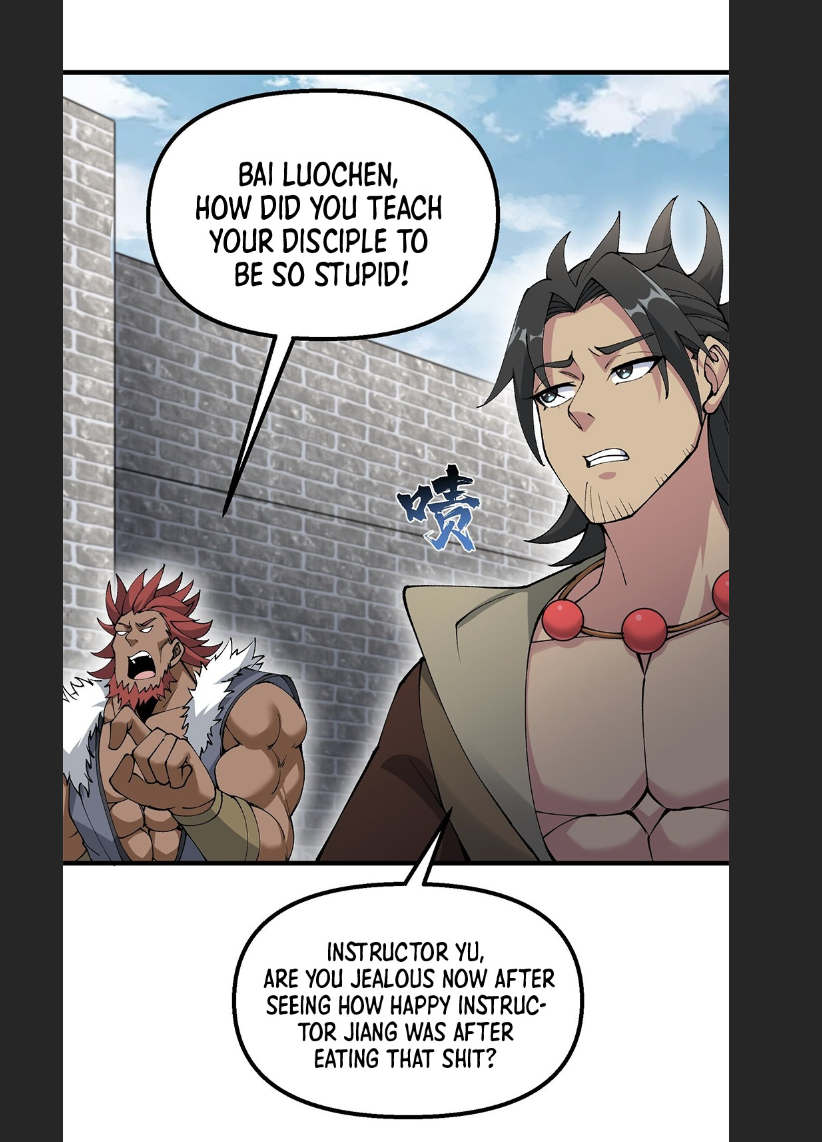 BAI LUOCHEN,
HOW DID YOU TEACH
YOUR DISCIPLE TO
BE SO STUPID!
啧
INSTRUCTOR YU,
ARE YOU JEALOUS NOW AFTER
SEEING HOW HAPPY INSTRUC-
TOR JIANG WAS AFTER
EATING THAT SHIT?